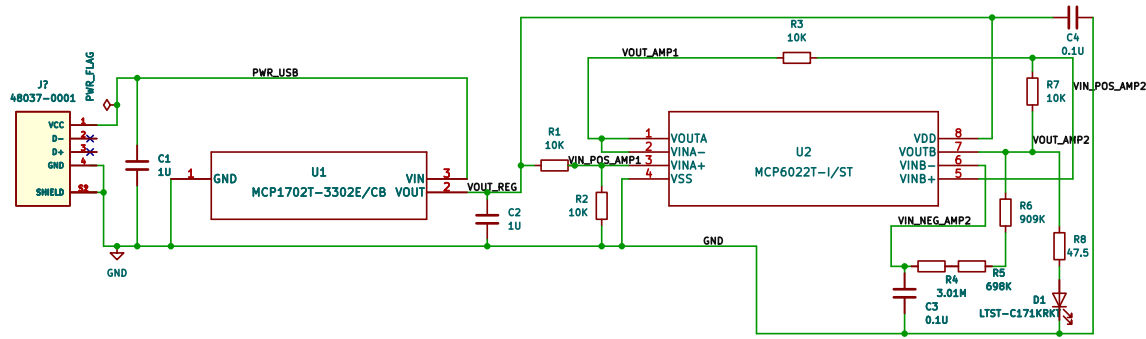 J?
48037-0001
PWR_FLAG
VCC 1
D- 2
D+ 3
GND 4
SHIELD S2
GND
PWR_USB
C1
1U
U1
MCP1702T-3302E/CB
1 GND
VIN 3
VOUT 2
VOUT_REG
C2
1U
R1
10K
VIN_POS_AMP1
R2
10K
GND
VOUT_AMP1
R3
10K
U2
MCP6022T-I/ST
1 VOUTA
2 VINA-
3 VINA+
4 VSS
VDD 8
VOUTB 7
VINB- 6
VINB+ 5
C4
0.1U
R7
10K
VIN_POS_AMP2
VOUT_AMP2
R6
909K
VIN_NEG_AMP2
R8
47.5
R4
3.01M
R5
698K
C3
0.1U
D1
LTST-C171KRKT